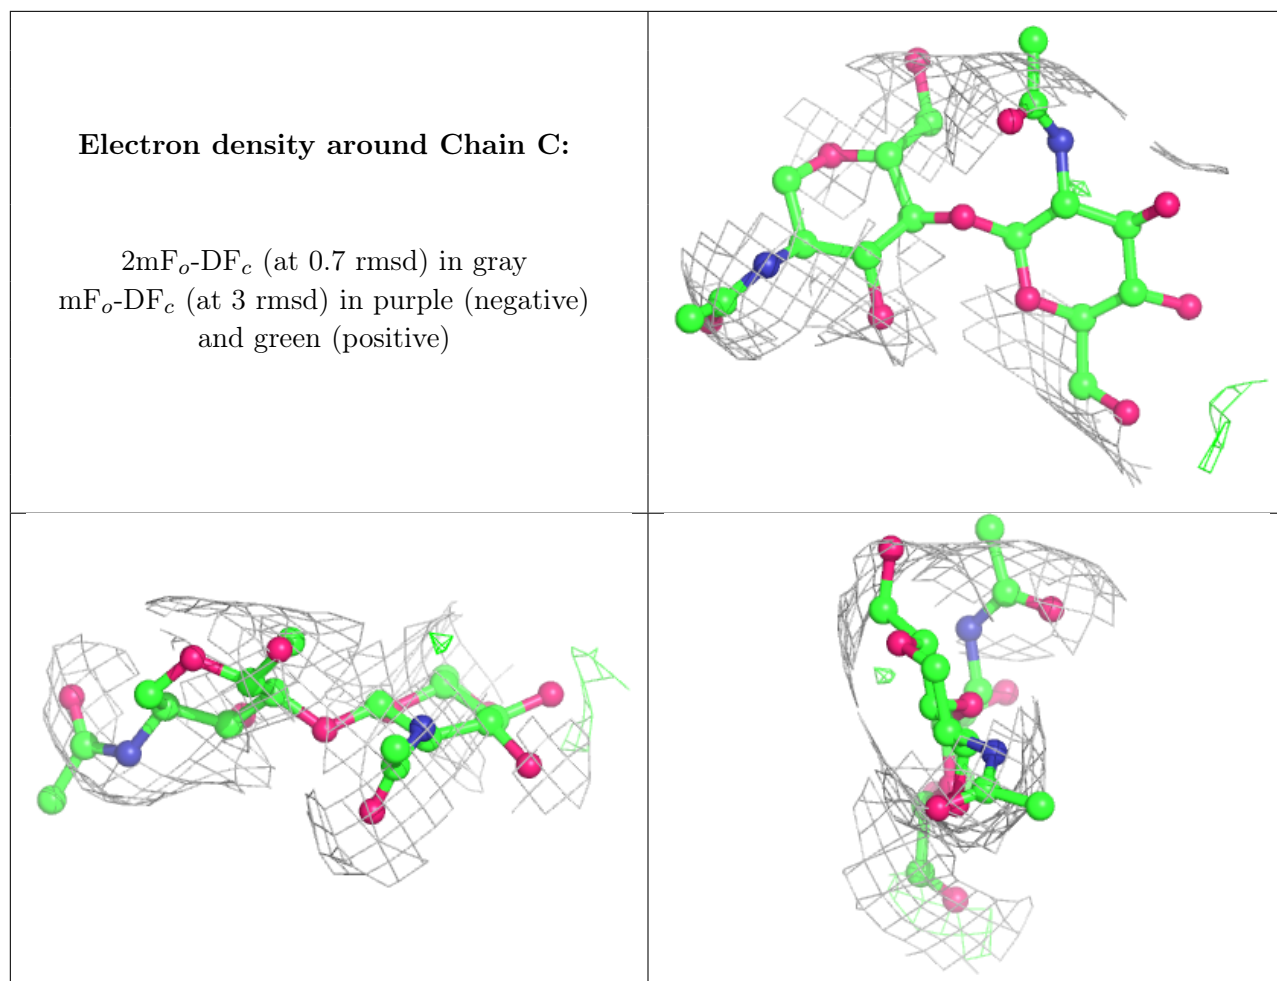 Electron density around Chain C:
2mFo-DFc (at 0.7 rmsd) in gray
mFo-DFc (at 3 rmsd) in purple (negative)
and green (positive)